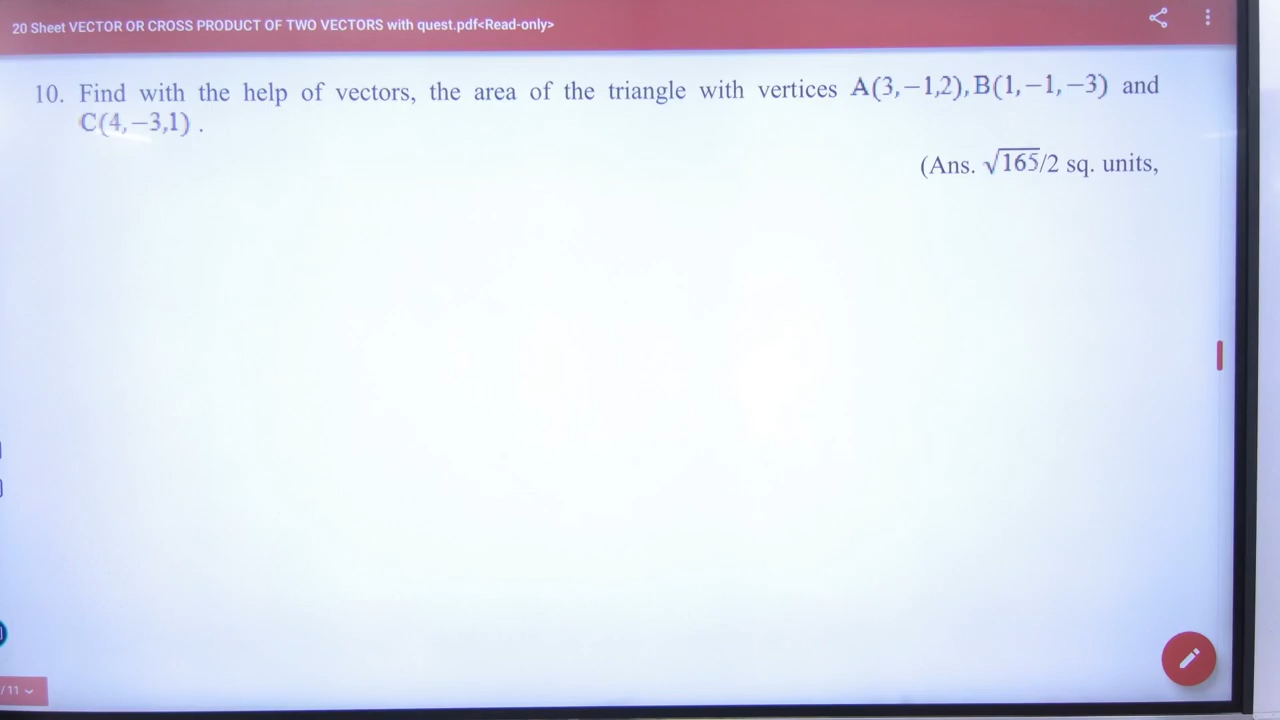 20 Sheet VECTOR OR CROSS PRODUCT OF TWO VECTORS with quest.pdf<Read-only>
10. Find with the help of vectors, the area of the triangle with vertices A(3,−1,2), B(1,−1,−3) and
C(4,−3,1) .
(Ans. √165/2 sq. units,
/11